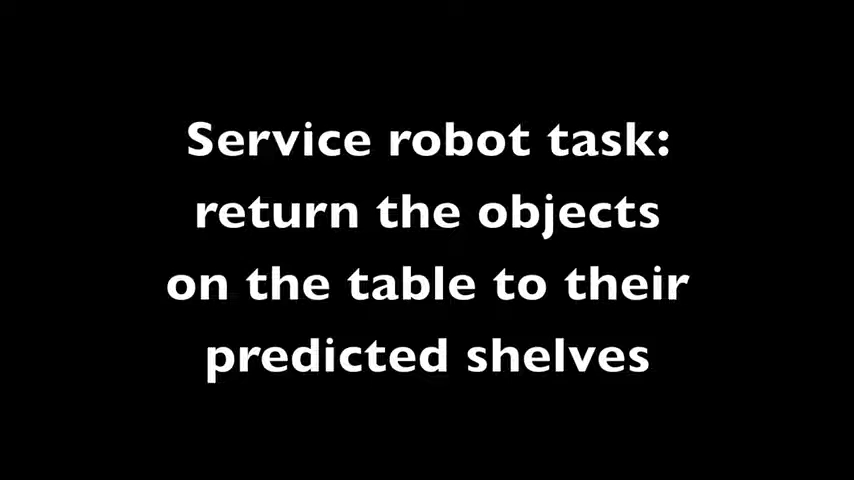 Service robot task:
return the objects
on the table to their
predicted shelves